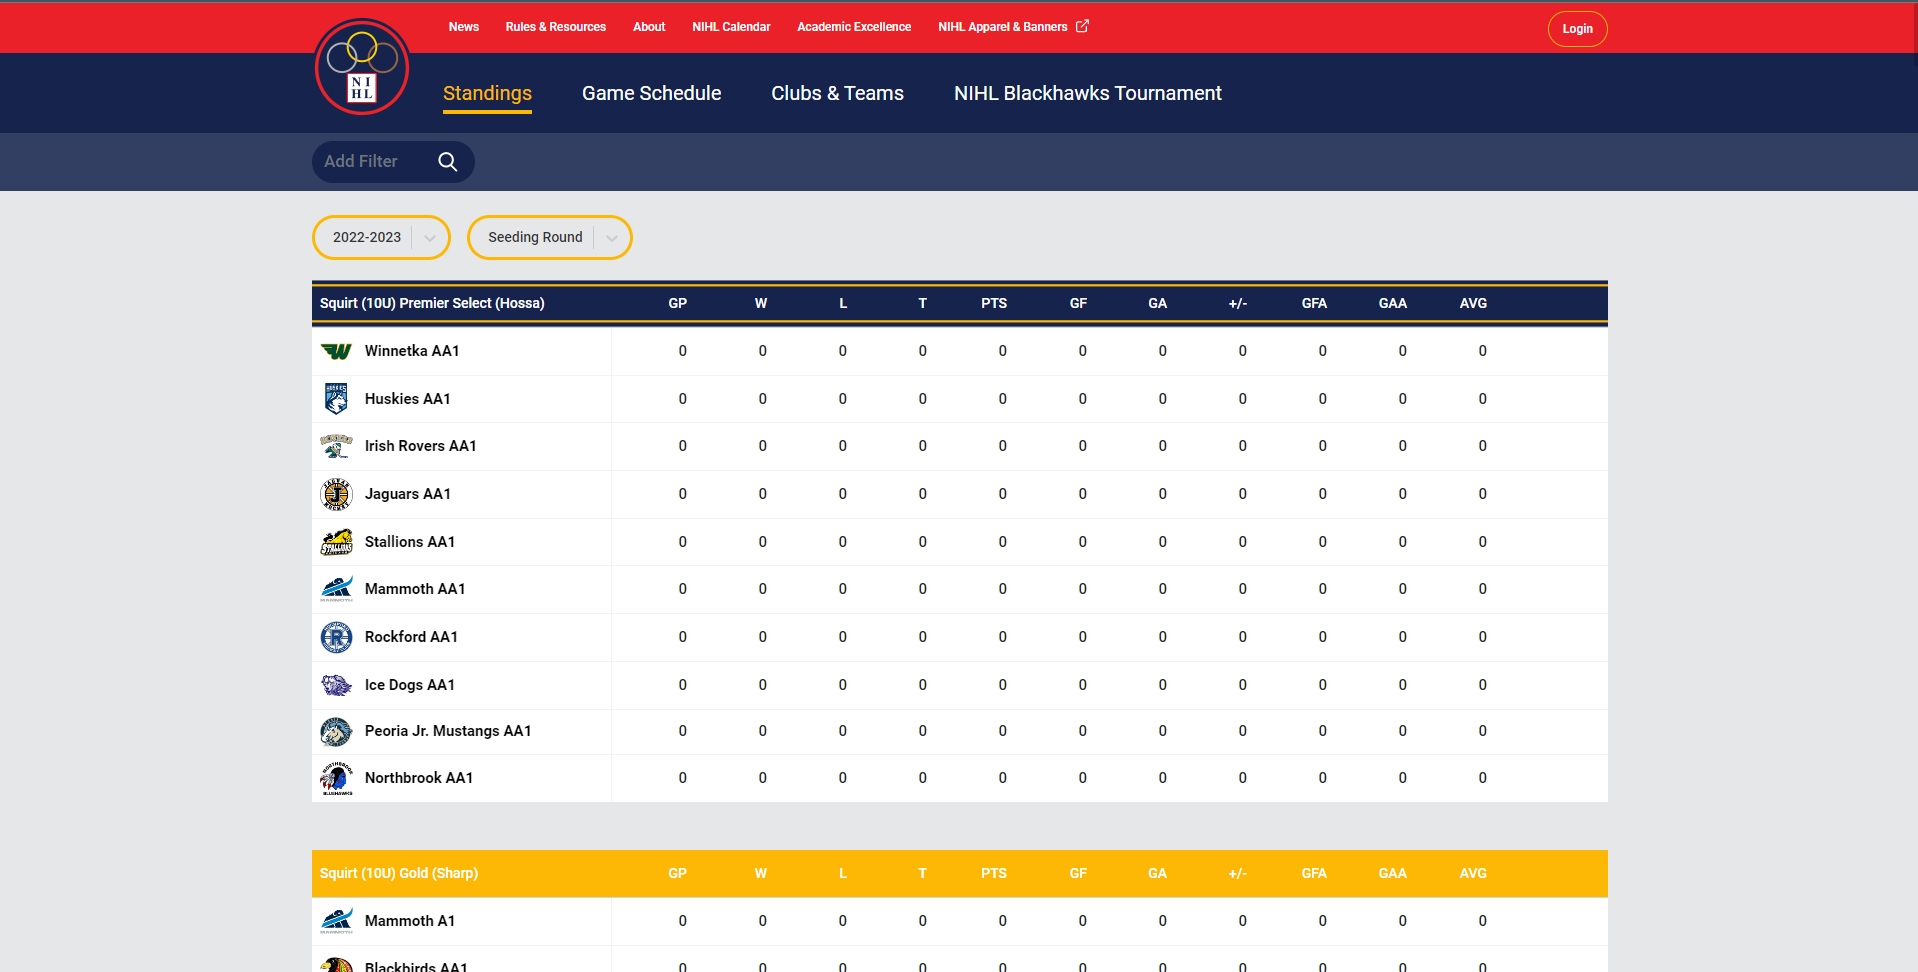 News Rules & Resources About NIHL Calendar Academic Excellence NIHL Apparel & Banners Login
N I
H L
Standings Game Schedule Clubs & Teams NIHL Blackhawks Tournament
Add Filter
2022-2023 Seeding Round
Squirt (10U) Premier Select (Hossa) GP W L T PTS GF GA +/- GFA GAA AVG
Winnetka AA1 0 0 0 0 0 0 0 0 0 0 0
Huskies AA1 0 0 0 0 0 0 0 0 0 0 0
Irish Rovers AA1 0 0 0 0 0 0 0 0 0 0 0
Jaguars AA1 0 0 0 0 0 0 0 0 0 0 0
Stallions AA1 0 0 0 0 0 0 0 0 0 0 0
Mammoth AA1 0 0 0 0 0 0 0 0 0 0 0
Rockford AA1 0 0 0 0 0 0 0 0 0 0 0
Ice Dogs AA1 0 0 0 0 0 0 0 0 0 0 0
Peoria Jr. Mustangs AA1 0 0 0 0 0 0 0 0 0 0 0
Northbrook AA1 0 0 0 0 0 0 0 0 0 0 0
Squirt (10U) Gold (Sharp) GP W L T PTS GF GA +/- GFA GAA AVG
Mammoth A1 0 0 0 0 0 0 0 0 0 0 0
Blackbirds AA1 0 0 0 0 0 0 0 0 0 0 0